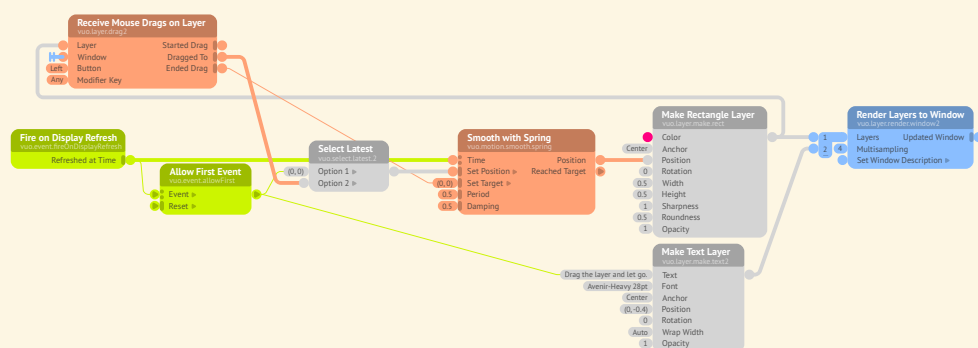 Receive Mouse Drags on Layer
vuo.layer.drag2
Layer
Started Drag
Window
Dragged To
Left
Button
Ended Drag
Any
Modifier Key
Fire on Display Refresh
vuo.event.fireOnDisplayRefresh
Refreshed at Time
Allow First Event
vuo.event.allowFirst
Event
Reset
Select Latest
vuo.select.latest.2
(0, 0)
Option 1
Option 2
Smooth with Spring
vuo.motion.smooth.spring
Time
Position
Set Position
Reached Target
(0, 0)
Set Target
0.5
Period
0.5
Damping
Make Rectangle Layer
vuo.layer.make.rect
Color
Center
Anchor
Position
0
Rotation
0.5
Width
0.5
Height
1
Sharpness
0.5
Roundness
1
Opacity
Render Layers to Window
vuo.layer.render.window2
1
Layers
Updated Window
2
4
Multisampling
Set Window Description
Make Text Layer
vuo.layer.make.text2
Drag the layer and let go.
Text
Avenir-Heavy 28pt
Font
Center
Anchor
(0,-0.4)
Position
0
Rotation
Auto
Wrap Width
1
Opacity